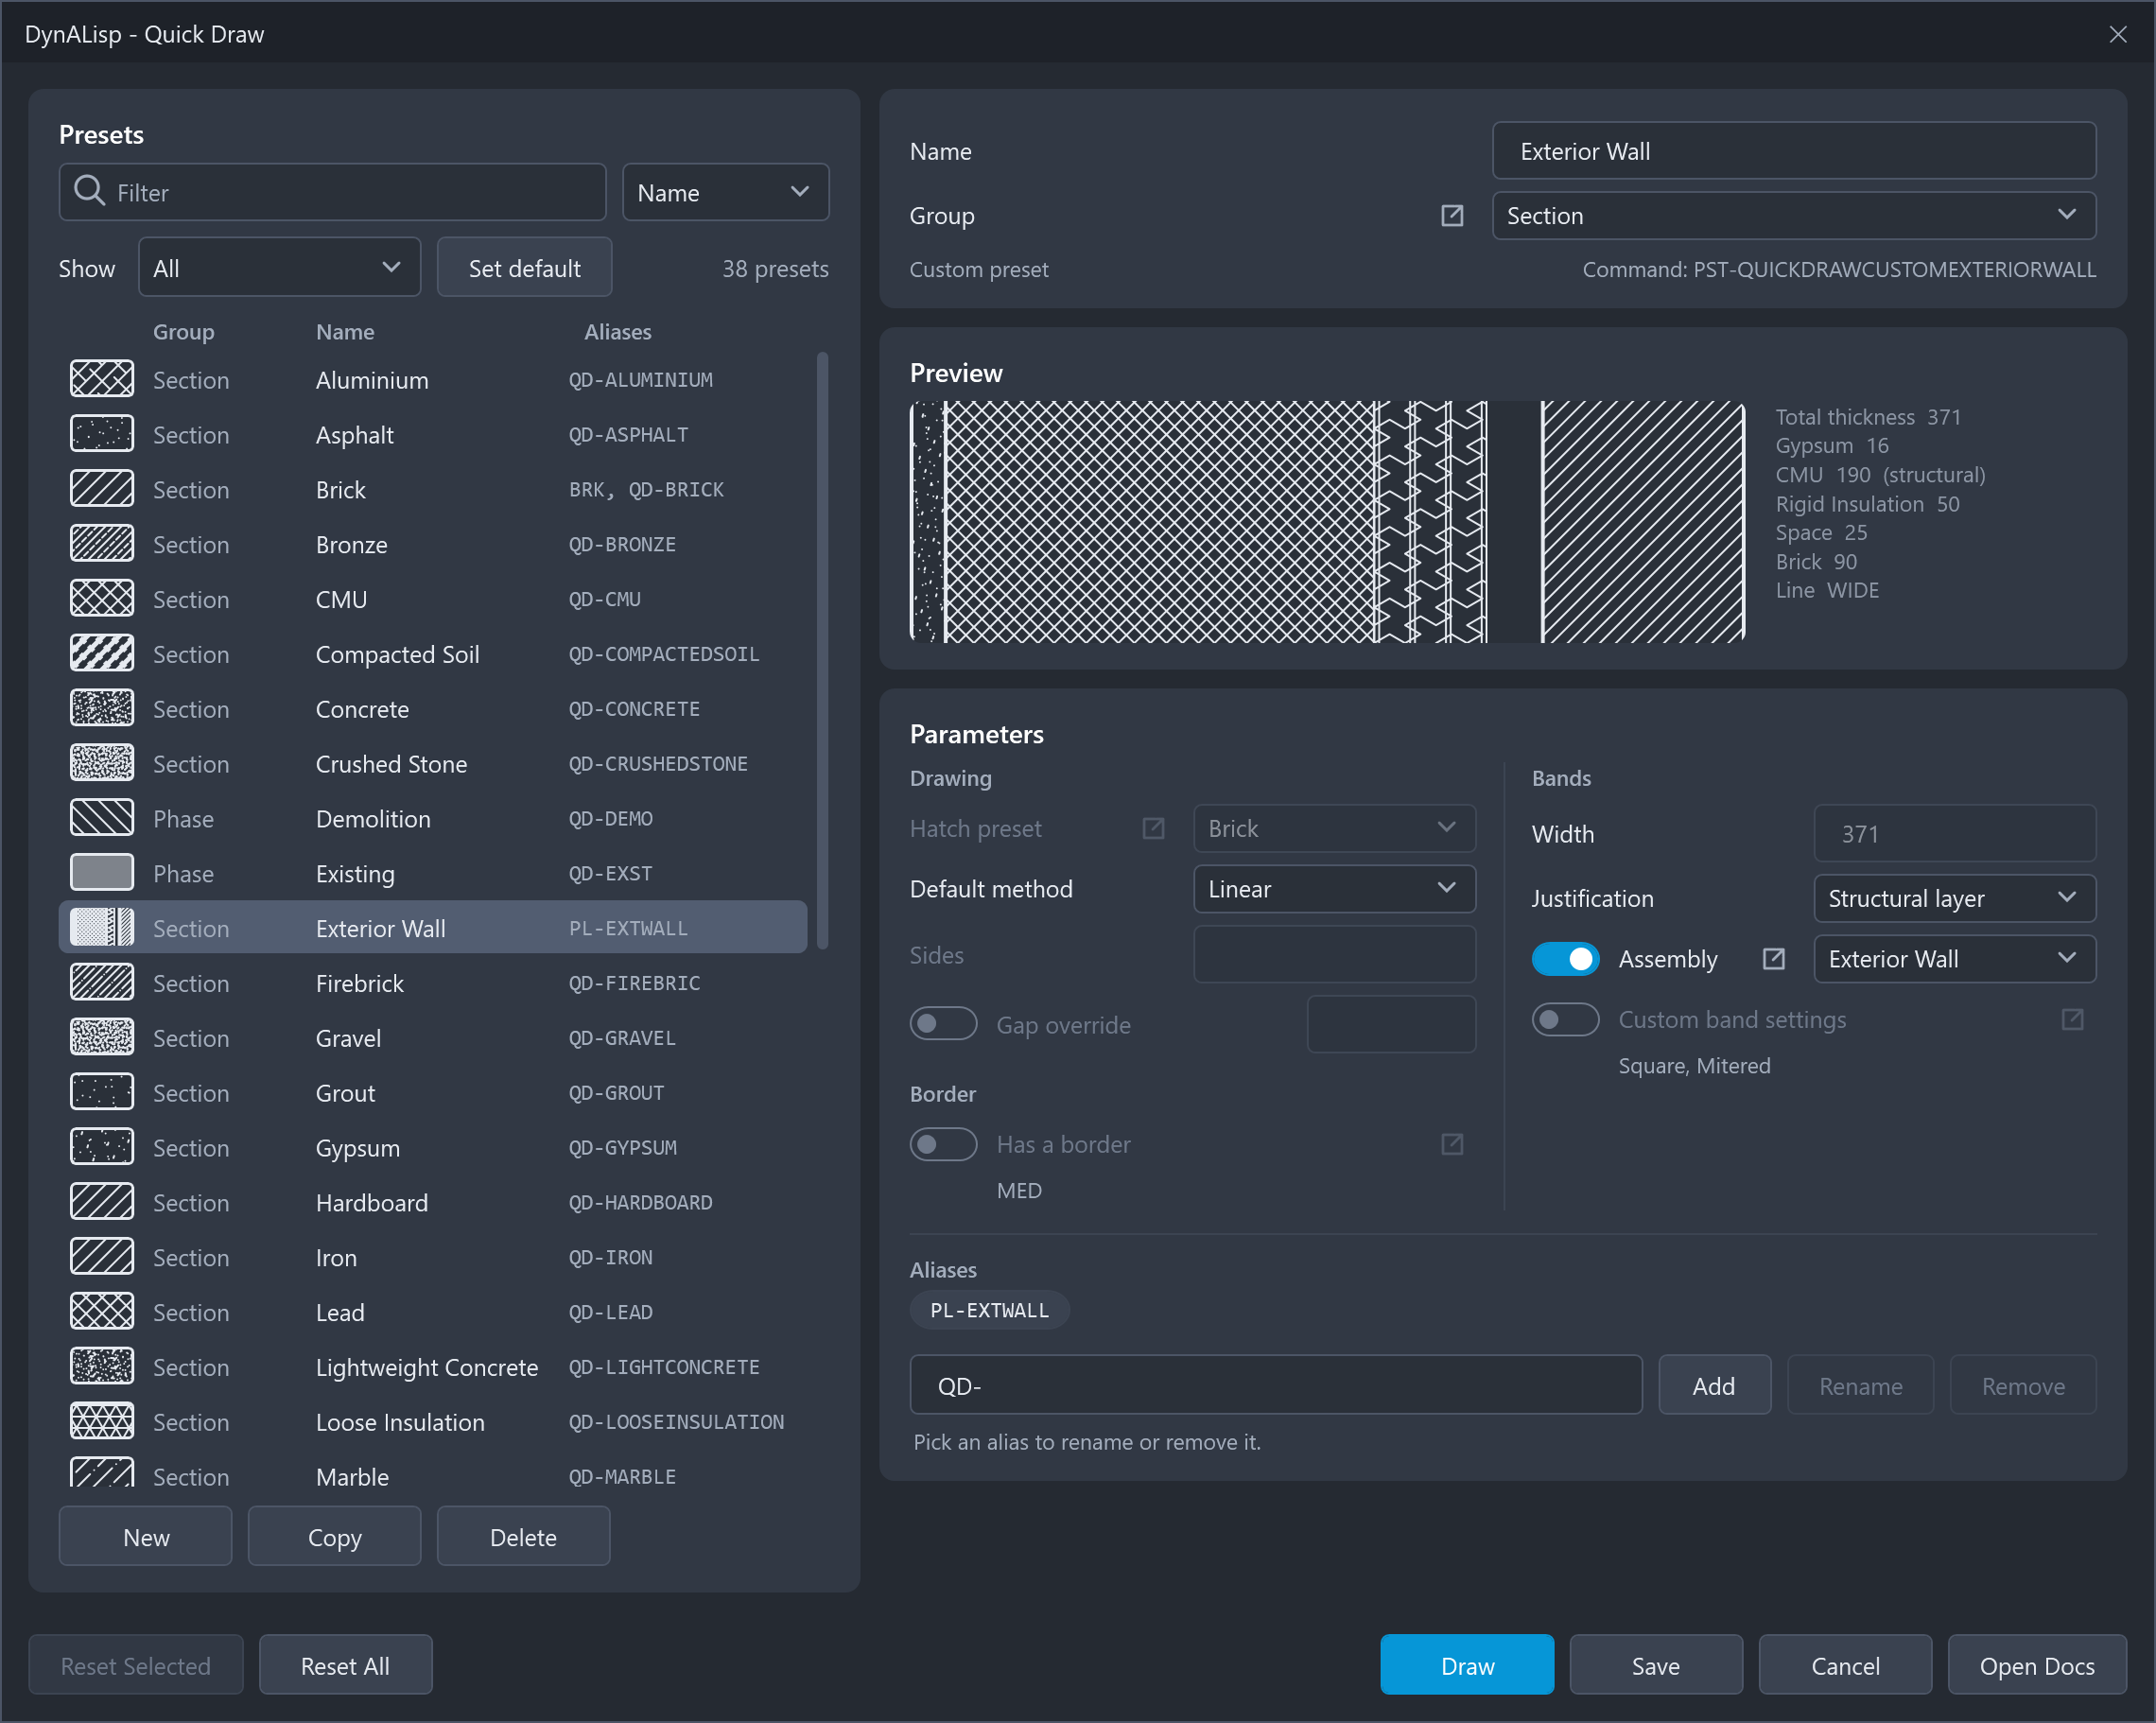 DynALisp - Quick Draw
Presets
Filter
Name
Show
All
Set default
38 presets
Group Name Aliases
Section Aluminium QD-ALUMINIUM
Section Asphalt QD-ASPHALT
Section Brick BRK, QD-BRICK
Section Bronze QD-BRONZE
Section CMU QD-CMU
Section Compacted Soil QD-COMPACTEDSOIL
Section Concrete QD-CONCRETE
Section Crushed Stone QD-CRUSHEDSTONE
Phase Demolition QD-DEMO
Phase Existing QD-EXST
Section Exterior Wall PL-EXTWALL
Section Firebrick QD-FIREBRIC
Section Gravel QD-GRAVEL
Section Grout QD-GROUT
Section Gypsum QD-GYPSUM
Section Hardboard QD-HARDBOARD
Section Iron QD-IRON
Section Lead QD-LEAD
Section Lightweight Concrete QD-LIGHTCONCRETE
Section Loose Insulation QD-LOOSEINSULATION
Section Marble QD-MARBLE
New
Copy
Delete
Name
Exterior Wall
Group
Section
Custom preset
Command: PST-QUICKDRAWCUSTOMEXTERIORWALL
Preview
Total thickness 371
Gypsum 16
CMU 190 (structural)
Rigid Insulation 50
Space 25
Brick 90
Line WIDE
Parameters
Drawing
Hatch preset
Brick
Default method
Linear
Sides
Gap override
Border
Has a border
MED
Bands
Width
371
Justification
Structural layer
Assembly
Exterior Wall
Custom band settings
Square, Mitered
Aliases
PL-EXTWALL
QD-
Add
Rename
Remove
Pick an alias to rename or remove it.
Reset Selected
Reset All
Draw
Save
Cancel
Open Docs